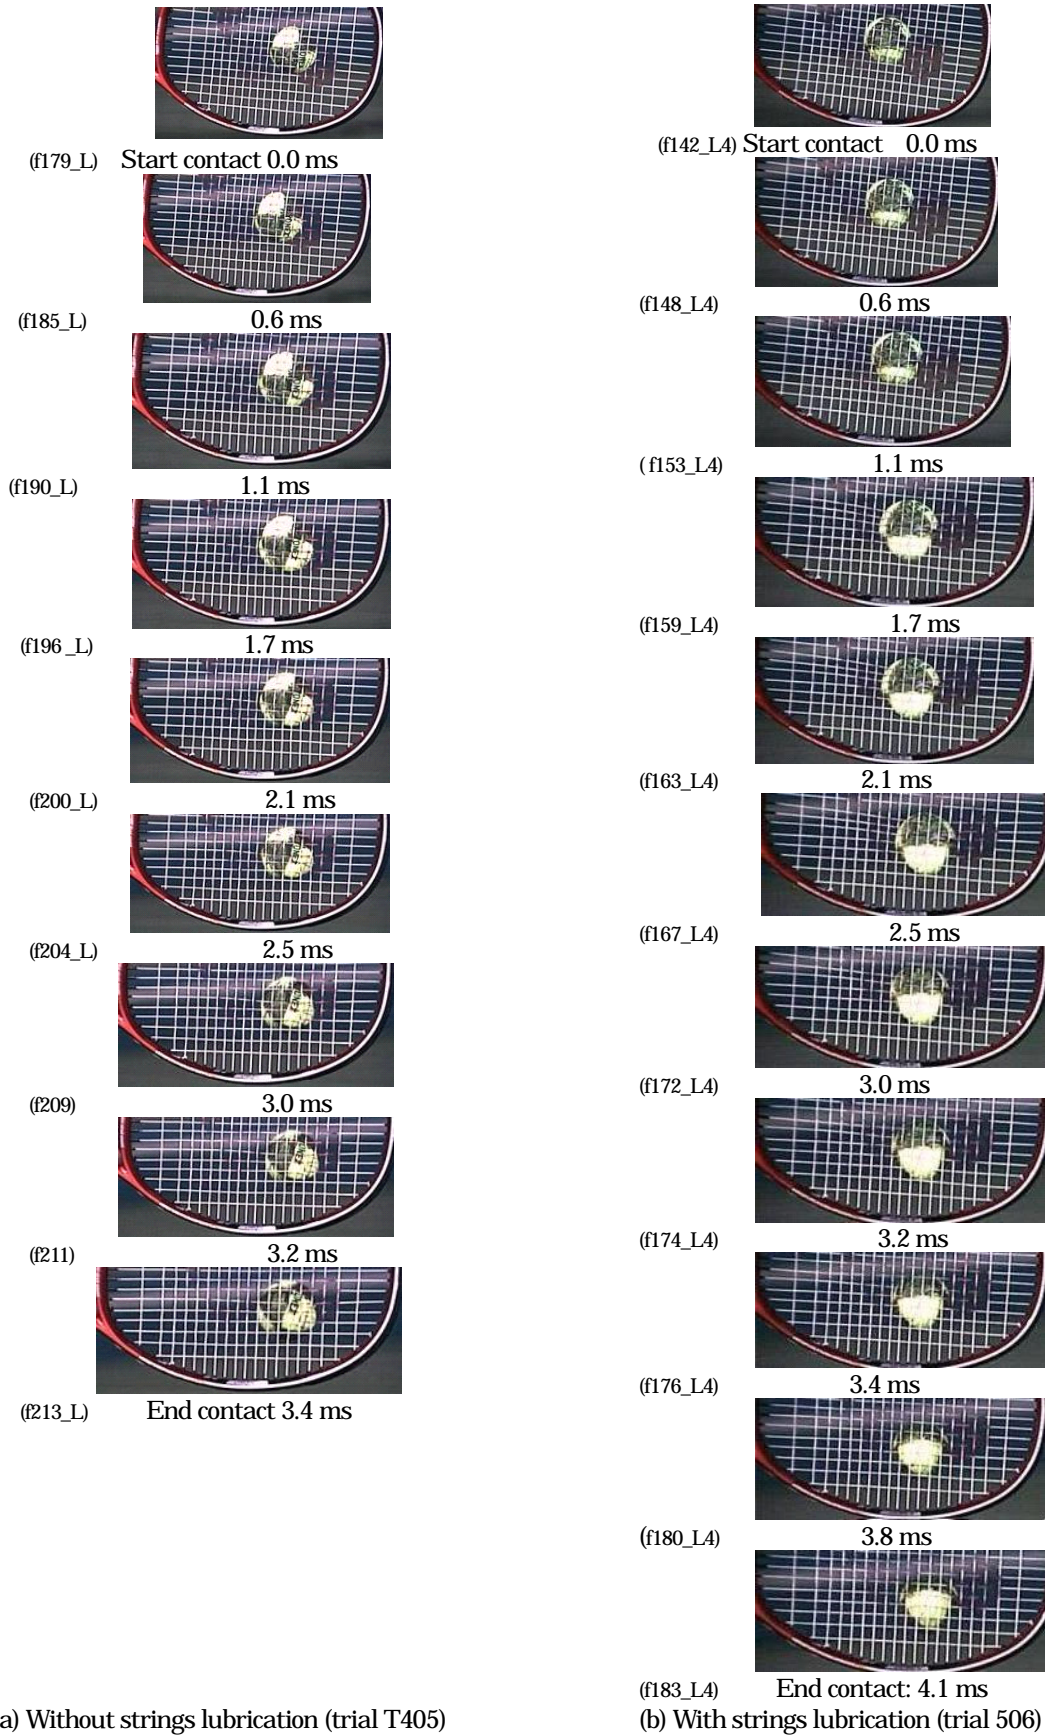 (f179_L) Start contact 0.0 ms
(f185_L) 0.6 ms
(f190_L) 1.1 ms
(f196 _L) 1.7 ms
(f200_L) 2.1 ms
(f204_L) 2.5 ms
(f209) 3.0 ms
(f211) 3.2 ms
(f213_L) End contact 3.4 ms
a) Without strings lubrication (trial T405)
(f142_L4) Start contact 0.0 ms
(f148_L4) 0.6 ms
( f153_L4) 1.1 ms
(f159_L4) 1.7 ms
(f163_L4) 2.1 ms
(f167_L4) 2.5 ms
(f172_L4) 3.0 ms
(f174_L4) 3.2 ms
(f176_L4) 3.4 ms
(f180_L4) 3.8 ms
(f183_L4) End contact: 4.1 ms
(b) With strings lubrication (trial 506)